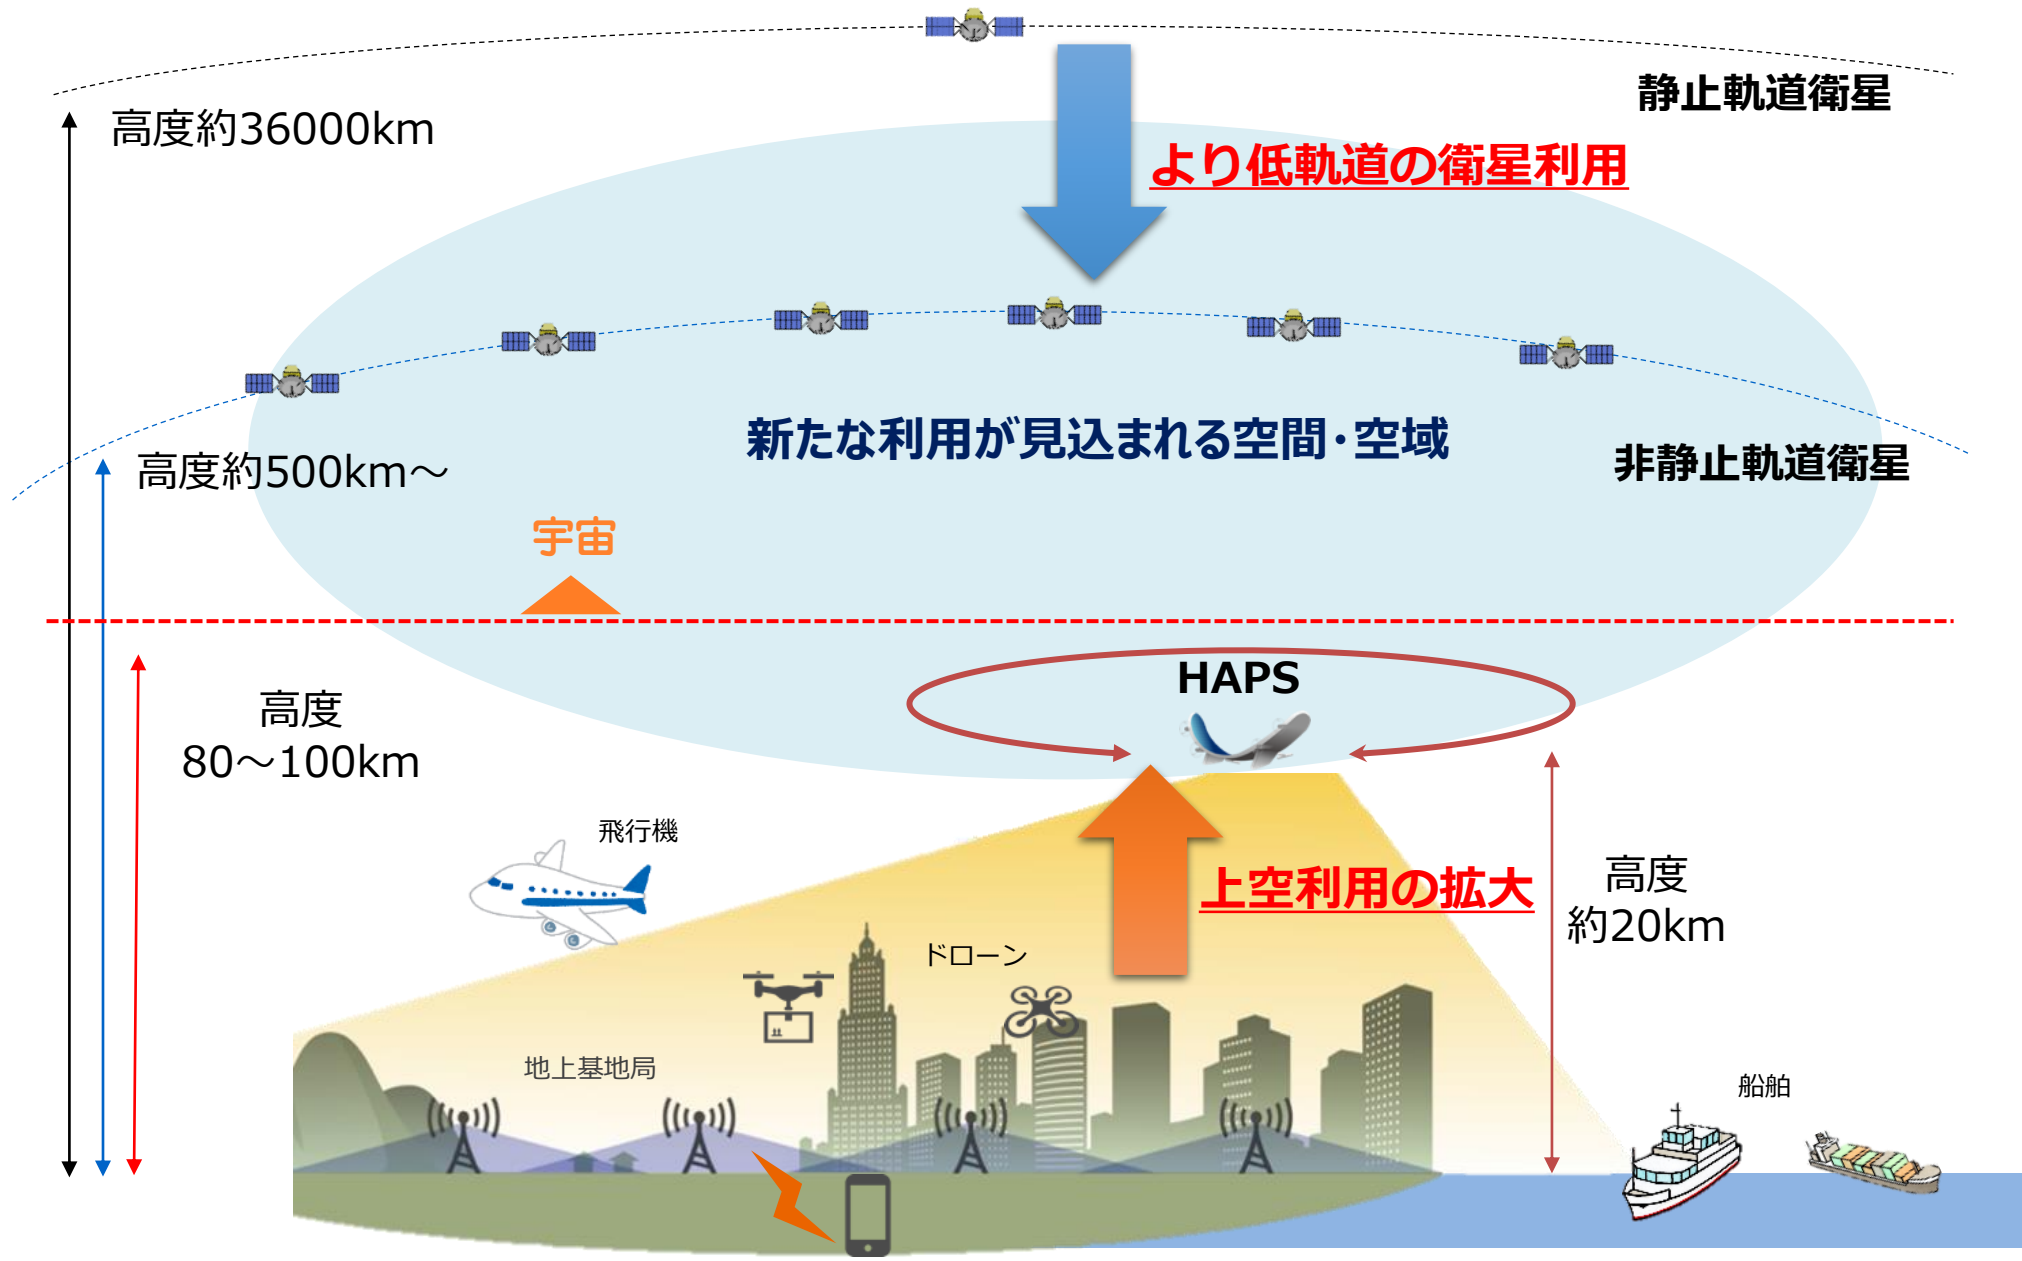 静止軌道衛星
高度約36000km
より低軌道の衛星利用
新たな利用が見込まれる空間・空域
非静止軌道衛星
高度約500km～
宇宙
HAPS
高度
80～100km
飛行機
上空利用の拡大
高度
約20km
ドローン
地上基地局
船舶